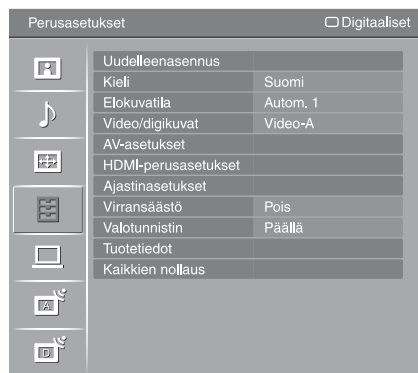 Perusasetukset Digitaaliset
Uudelleenasennus
Kieli Suomi
Elokuvatila Autom. 1
Video/digikuvat Video-A
AV-asetukset
HDMI-perusasetukset
Ajastinasetukset
Virransäästö Pois
Valotunnistin Päällä
Tuotetiedot
Kaikkien nollaus
A
D